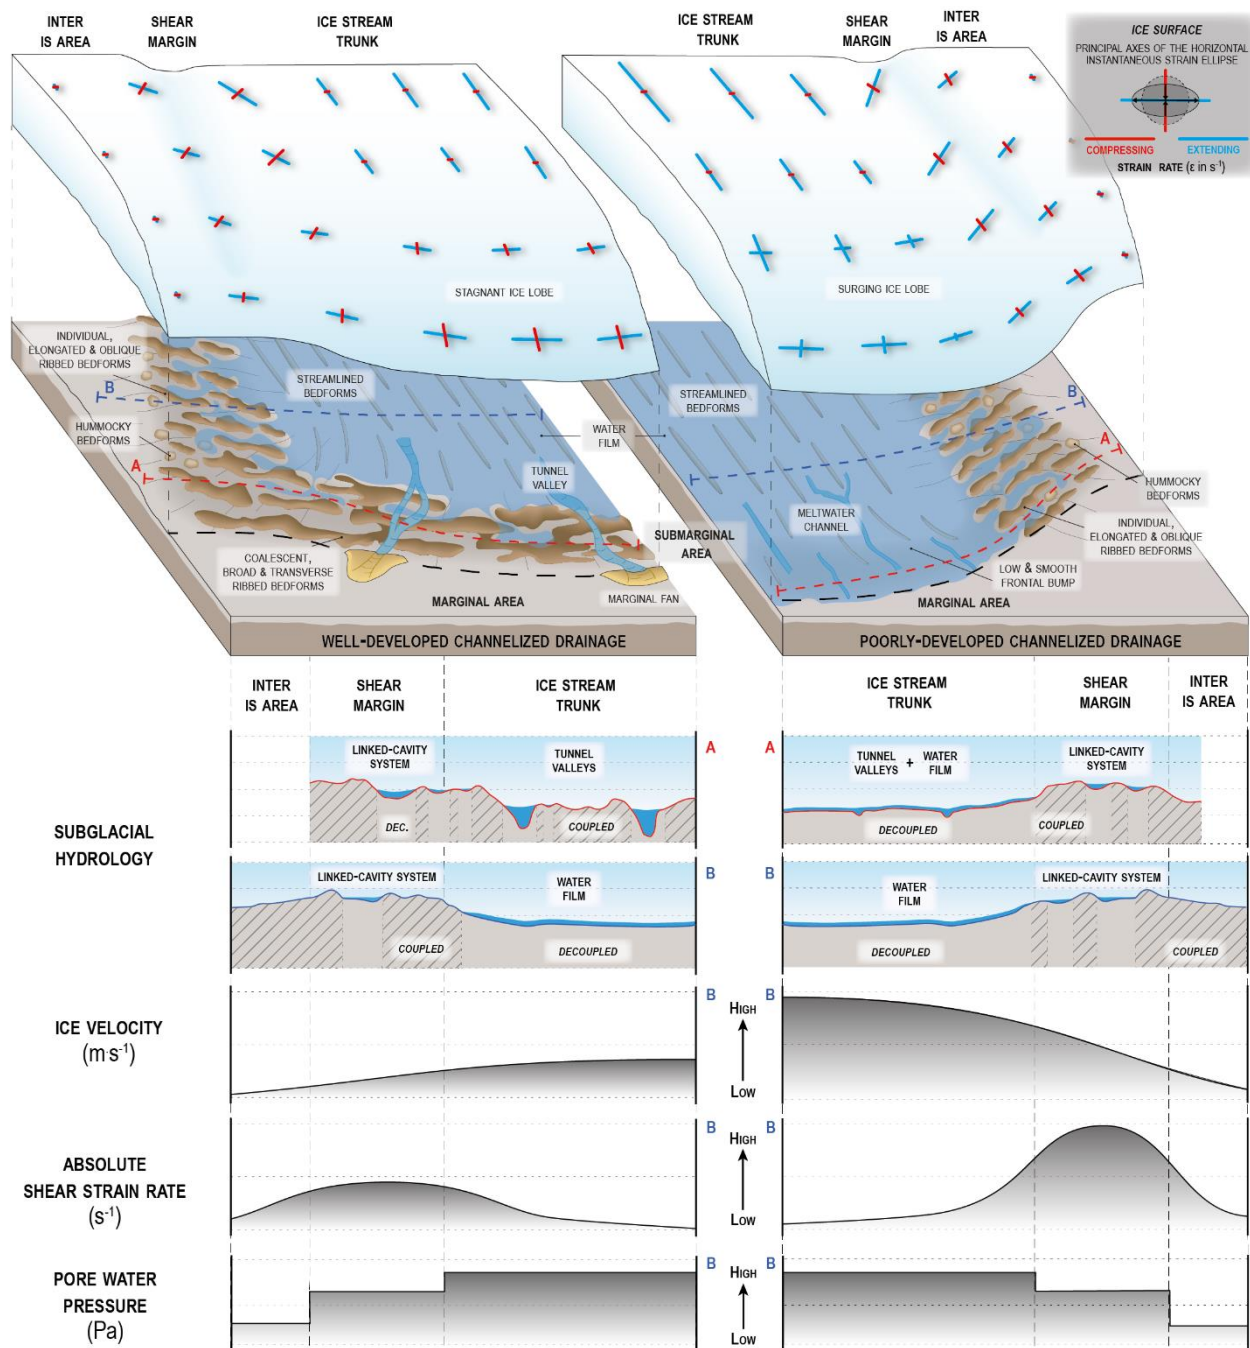 INTER
IS AREA
SHEAR
MARGIN
ICE STREAM
TRUNK
ICE STREAM
TRUNK
SHEAR
MARGIN
INTER
IS AREA
ICE SURFACE
PRINCIPAL AXES OF THE HORIZONTAL
INSTANTANEOUS STRAIN ELLIPSE
COMPRESSING
EXTENDING
STRAIN RATE (ε in s⁻¹)
STAGNANT ICE LOBE
SURGING ICE LOBE
INDIVIDUAL,
ELONGATED & OBLIQUE
RIBBED BEDFORMS
B
HUMMOCKY
BEDFORMS
A
STREAMLINED
BEDFORMS
WATER
FILM
TUNNEL
VALLEY
SUBMARGINAL
AREA
COALESCENT,
BROAD & TRANSVERSE
RIBBED BEDFORMS
MARGINAL AREA
MARGINAL FAN
STREAMLINED
BEDFORMS
B
A
MELTWATER
CHANNEL
HUMMOCKY
BEDFORMS
INDIVIDUAL,
ELONGATED & OBLIQUE
RIBBED BEDFORMS
LOW & SMOOTH
FRONTAL BUMP
MARGINAL AREA
WELL-DEVELOPED CHANNELIZED DRAINAGE
POORLY-DEVELOPED CHANNELIZED DRAINAGE
INTER
IS AREA
SHEAR
MARGIN
ICE STREAM
TRUNK
ICE STREAM
TRUNK
SHEAR
MARGIN
INTER
IS AREA
SUBGLACIAL
HYDROLOGY
LINKED-CAVITY
SYSTEM
TUNNEL
VALLEYS
DEC.
COUPLED
A
A
TUNNEL
VALLEYS
+
WATER
FILM
LINKED-CAVITY
SYSTEM
DECOUPLED
COUPLED
LINKED-CAVITY SYSTEM
WATER
FILM
COUPLED
DECOUPLED
B
B
WATER
FILM
LINKED-CAVITY SYSTEM
DECOUPLED
COUPLED
ICE VELOCITY
(m·s⁻¹)
B
HIGH
LOW
B
ABSOLUTE
SHEAR STRAIN RATE
(s⁻¹)
B
HIGH
LOW
B
PORE WATER
PRESSURE
(Pa)
B
HIGH
LOW
B